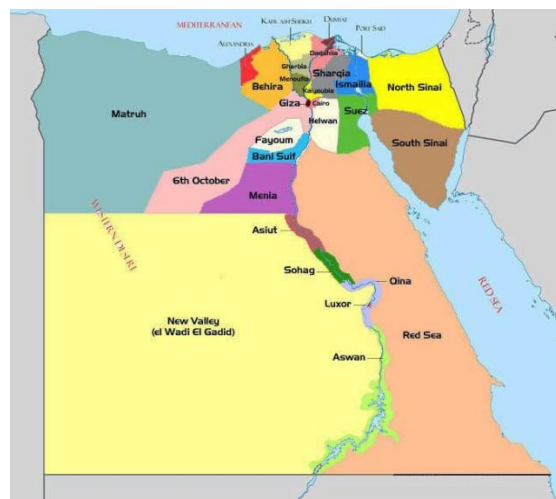 MEDITERRANEAN
KAFR ASH SHEIKH
DUMYAT
PORT SAID
ALEXANDRIA
Daqahlia
Gharbia
Behira
Menoufia
Sharqia
Ismailia
North Sinai
Kalyoubia
Giza
Cairo
Suez
Matruh
Helwan
Fayoum
South Sinai
Bani Suif
6th October
Menia
WESTERN DESERT
Asiut
Sohag
Qina
RED SEA
Luxor
New Valley
(el Wadi El Gadid)
Red Sea
Aswan